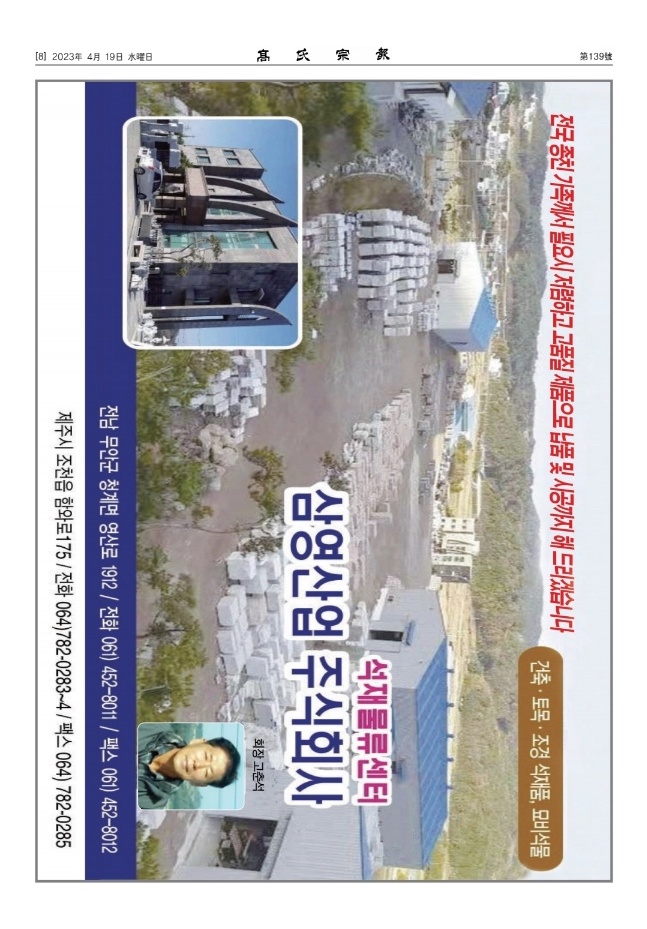 [8] 2023年 4月 19日 水曜日
高氏宗報
第139號
전국 종친 가족께서 필요시 저렴하고 고품질 제품으로 납품 및 시공까지 해 드리겠습니다
건축 · 토목 · 조경 석재품, 묘비석물
석재물류센터
삼영산업 주식회사
회장 고춘석
전남 무안군 청계면 영산로 1912 / 전화 061) 452-8011 / 팩스 061) 452-8012
제주시 조천읍 함와로175 / 전화 064)782-0283~4 / 팩스 064) 782-0285